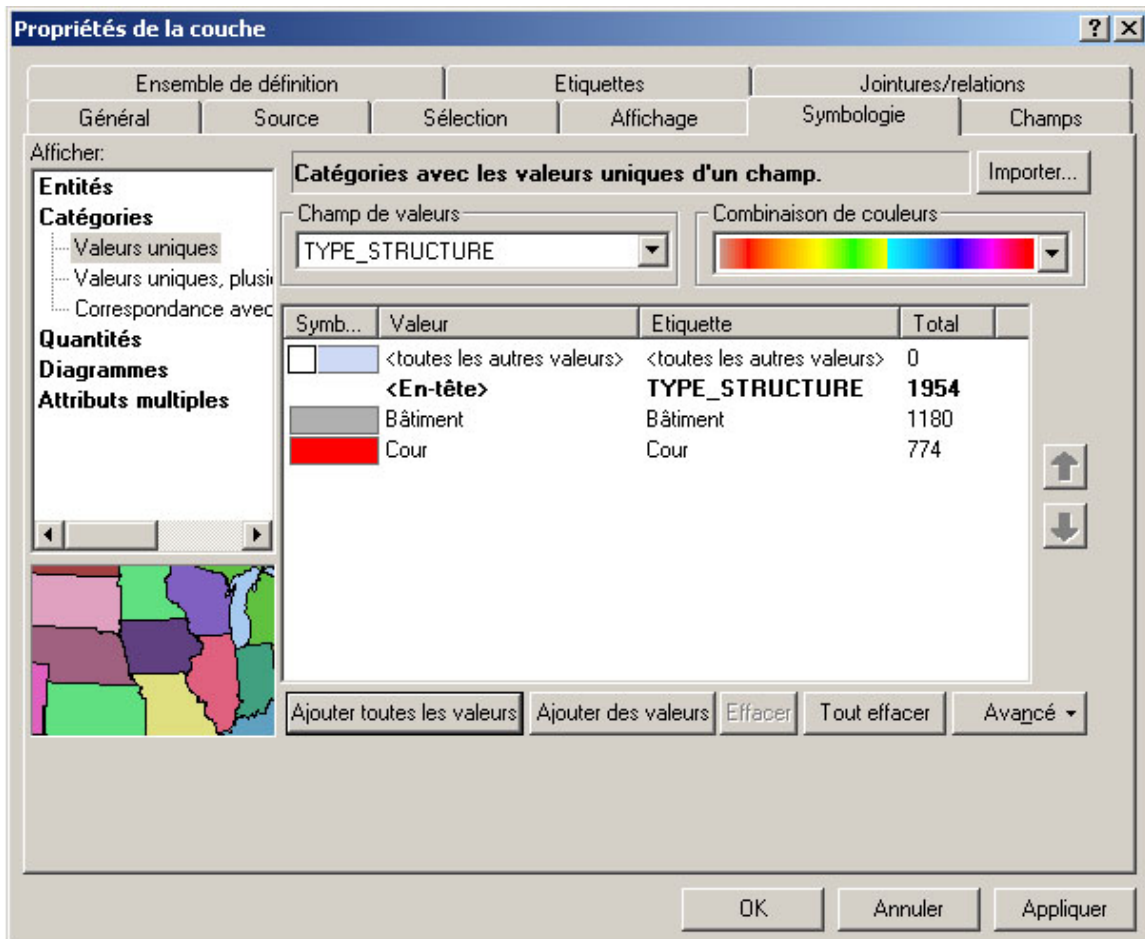 Propriétés de la couche
Ensemble de définition Etiquettes Jointures/relations
Général Source Sélection Affichage Symbologie Champs
Afficher:
Entités
Catégories
Valeurs uniques
Valeurs uniques, plusi
Correspondance avec
Quantités
Diagrammes
Attributs multiples
Catégories avec les valeurs uniques d'un champ.
Importer...
Champ de valeurs
TYPE_STRUCTURE
Combinaison de couleurs
Symb... Valeur Etiquette Total
<toutes les autres valeurs> <toutes les autres valeurs> 0
<En-tête> TYPE_STRUCTURE 1954
Bâtiment Bâtiment 1180
Cour Cour 774
Ajouter toutes les valeurs Ajouter des valeurs Effacer Tout effacer Avancé
OK Annuler Appliquer